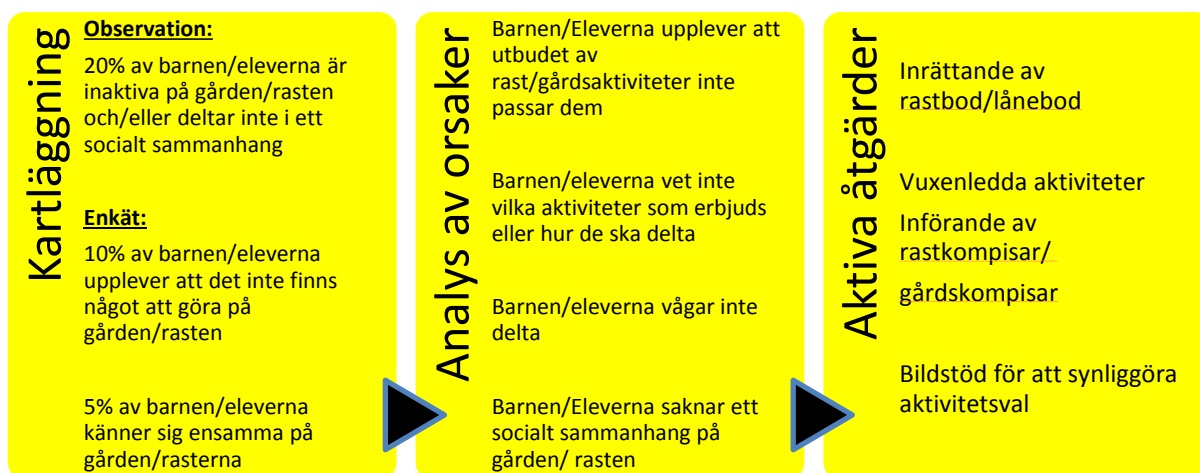 Kartläggning
Observation:
20% av barnen/eleverna är
inaktiva på gården/rasten
och/eller deltar inte i ett
socialt sammanhang
Enkät:
10% av barnen/eleverna
upplever att det inte finns
något att göra på
gården/rasten
5% av barnen/eleverna
känner sig ensamma på
gården/rasterna
Analys av orsaker
Barnen/Eleverna upplever att
utbudet av
rast/gårdsaktiviteter inte
passar dem
Barnen/eleverna vet inte
vilka aktiviteter som erbjuds
eller hur de ska delta
Barnen/eleverna vågar inte
delta
Barnen/Eleverna saknar ett
socialt sammanhang på
gården/ rasten
Aktiva åtgärder
Inrättande av
rastbod/lånebod
Vuxenledda aktiviteter
Införande av
rastkompisar/
gårdskompisar
Bildstöd för att synliggöra
aktivitetsval